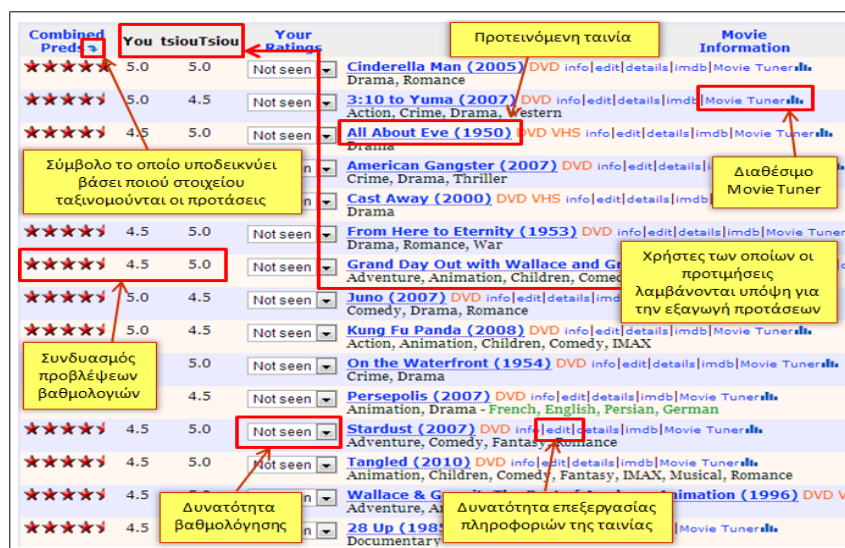 Combined Preds You tsiouTsiou Your Ratings Movie Information
Προτεινόμενη ταινία
5.0 5.0 Not seen Cinderella Man (2005) DVD info|edit|details|imdb|Movie Tuner
Drama, Romance
5.0 4.5 Not seen 3:10 to Yuma (2007) DVD info|edit|details|imdb|Movie Tuner
Action, Crime, Drama, Western
4.5 5.0 Not seen All About Eve (1950) DVD VHS info|edit|details|imdb|Movie Tuner
Drama
Σύμβολο το οποίο υποδεικνύει
βάσει ποιού στοιχείου
ταξινομούνται οι προτάσεις
American Gangster (2007) DVD info|edit|details|
Crime, Drama, Thriller
Διαθέσιμο
Movie Tuner
Cast Away (2000) DVD VHS info|edit|details|imdb|
Drama
4.5 5.0 Not seen From Here to Eternity (1953) DVD info|edit|details|imdb|Movie Tuner
Drama, Romance, War
4.5 5.0 Not seen Grand Day Out with Wallace and
Adventure, Animation, Children,
Χρήστες των οποίων οι
προτιμήσεις
λαμβάνονται υπόψη για
την εξαγωγή προτάσεων
5.0 4.5 Not seen Juno (2007) DVD info|edit|details|
Comedy, Drama, Romance
5.0 4.5 Not seen Kung Fu Panda (2008) DVD info|edit|details|imdb|Movie Tuner
Action, Animation, Children, Comedy, IMAX
Συνδυασμός
προβλέψεων
βαθμολογιών
5.0 Not seen On the Waterfront (1954) DVD info|edit|details|imdb|Movie Tuner
Crime, Drama
4.5 Not seen Persepolis (2007) DVD info|edit|details|imdb|Movie Tuner
Animation, Drama - French, English, Persian, German
4.5 5.0 Not seen Stardust (2007) DVD info|edit|details|imdb|Movie Tuner
Adventure, Comedy, Fantasy, Romance
4.5 5.0 Not seen Tangled (2010) DVD info|edit|details|imdb|Movie Tuner
Animation, Children, Comedy, Fantasy, IMAX, Musical, Romance
4.5 Wallace & Animation (1996) DVD
Adventure,
Δυνατότητα
βαθμολόγησης
Δυνατότητα επεξεργασίας
πληροφοριών της ταινίας
4.5 28 Up Movie Tuner
Documentary